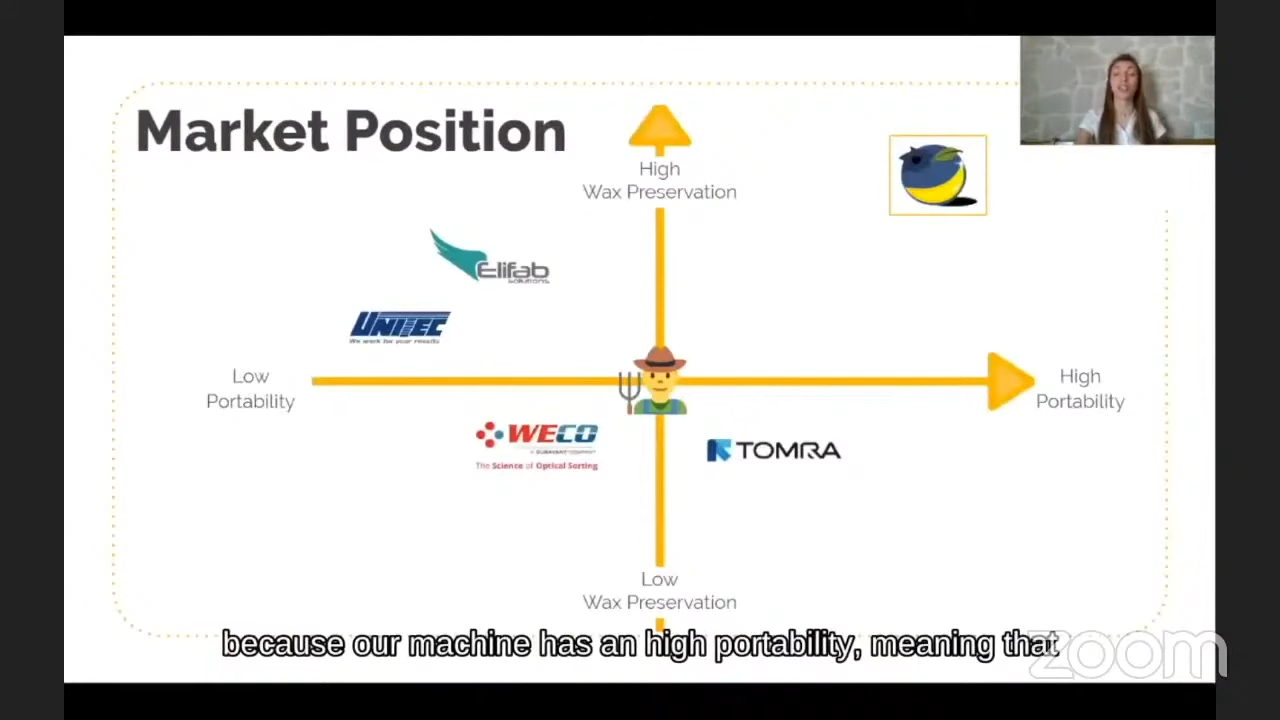 Market Position
High
Wax Preservation
Elifab
solutions
UNITEC
We work for your results
Low
Portability
High
Portability
WECO
The Science of Optical Sorting
TOMRA
Low
Wax Preservation
because our machine has an high portability, meaning that
zoom